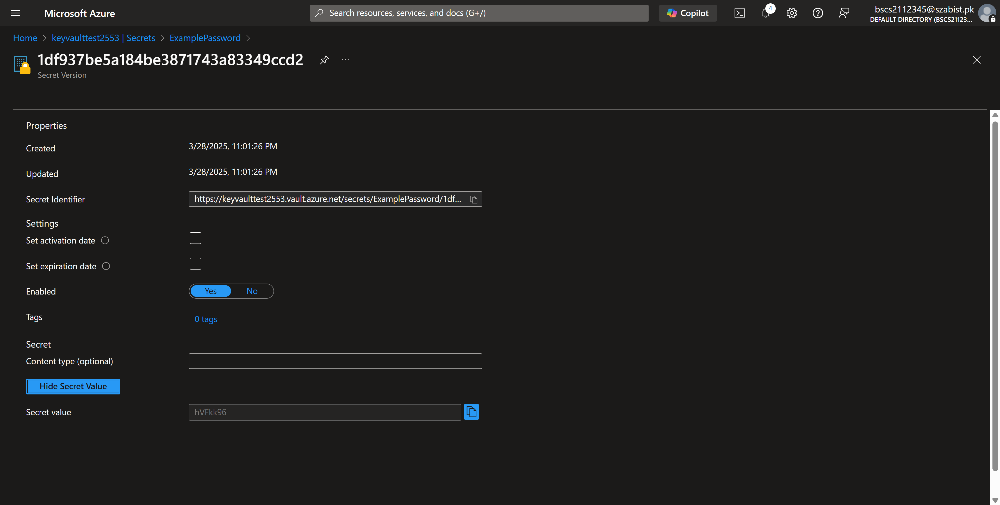 Microsoft Azure
Search resources, services, and docs (G+/)
Copilot
4
bscs2112345@szabist.pk
DEFAULT DIRECTORY (BSCS21123...
Home > keyvaulttest2553 | Secrets > ExamplePassword >
1df937be5a184be3871743a83349ccd2
Secret Version
Properties
Created 3/28/2025, 11:01:26 PM
Updated 3/28/2025, 11:01:26 PM
Secret Identifier https://keyvaulttest2553.vault.azure.net/secrets/ExamplePassword/1df...
Settings
Set activation date
Set expiration date
Enabled Yes No
Tags 0 tags
Secret
Content type (optional)
Hide Secret Value
Secret value hVFkk96